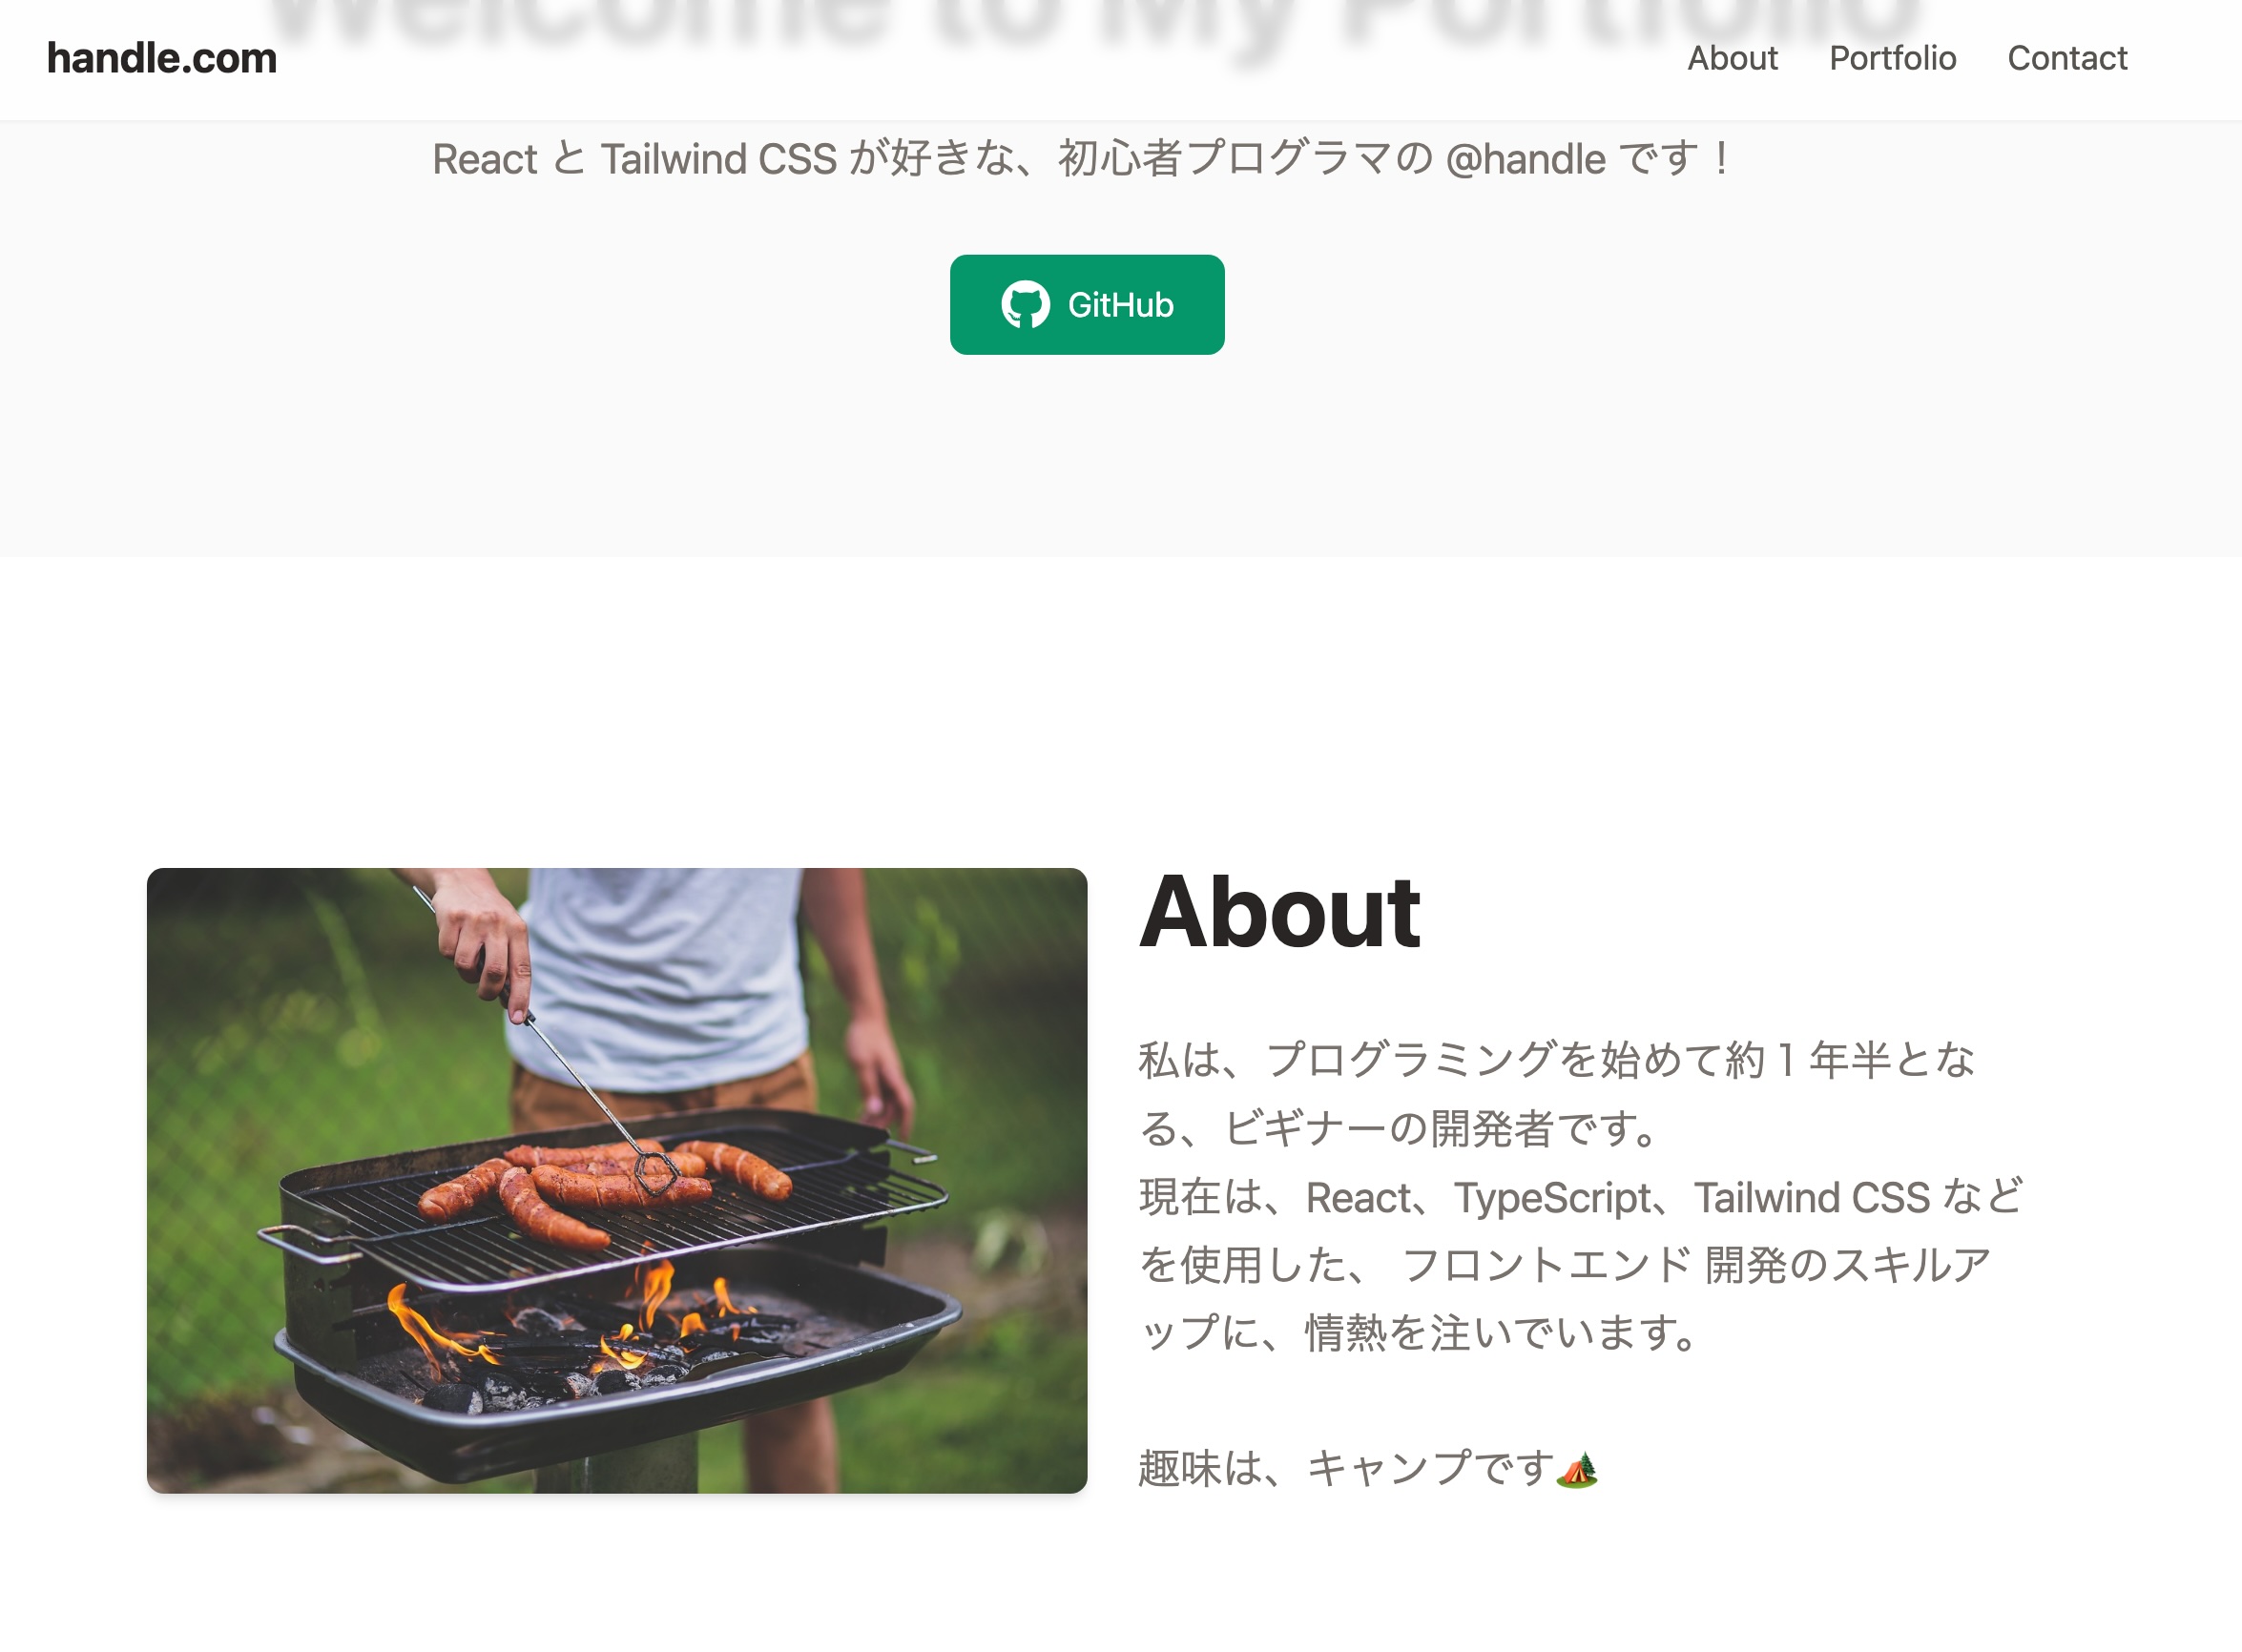 Welcome to My Portfolio
handle.com
About
Portfolio
Contact
React と Tailwind CSS が好きな、初心者プログラマの @handle です！
GitHub
About
私は、プログラミングを始めて約 1 年半とな
る、ビギナーの開発者です。
現在は、React、TypeScript、Tailwind CSS など
を使用した、 フロントエンド 開発のスキルア
ップに、情熱を注いでいます。
趣味は、キャンプです🏕️